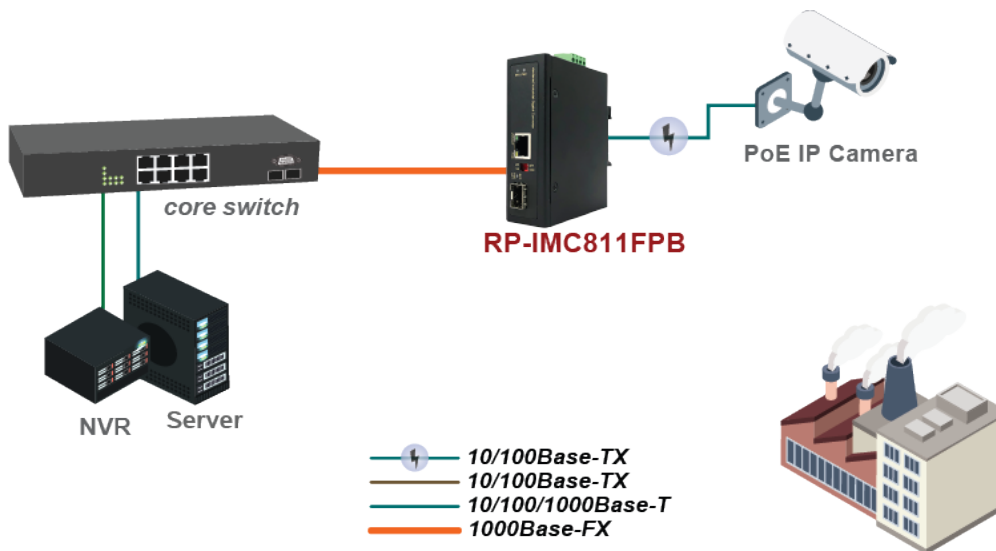 PoE IP Camera
core switch
RP-IMC811FPB
NVR
Server
10/100Base-TX
10/100Base-TX
10/100/1000Base-T
1000Base-FX